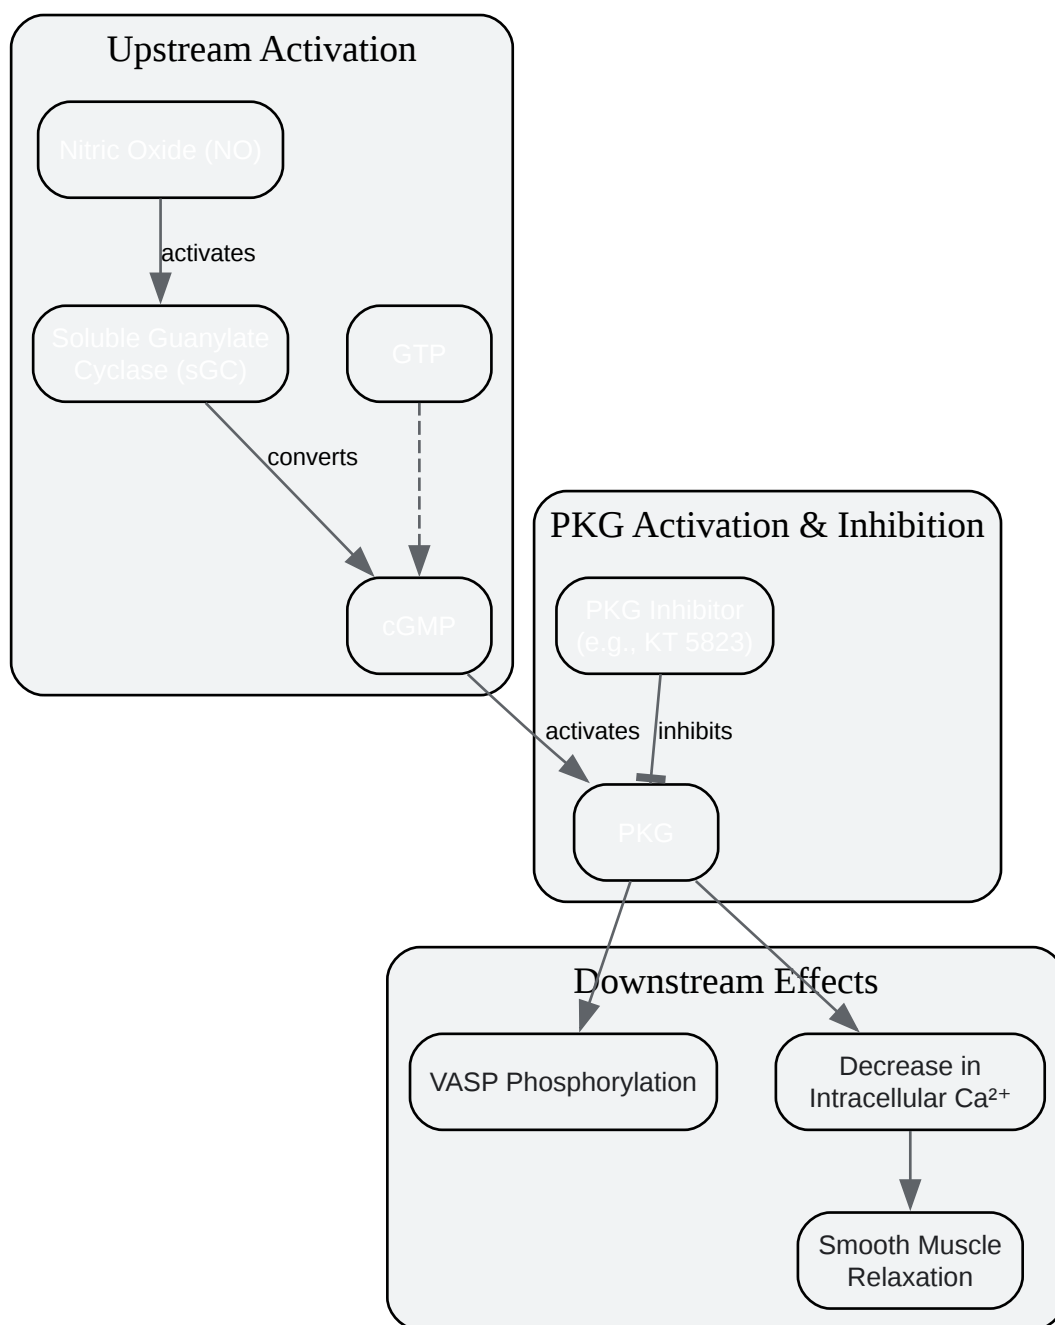 Upstream Activation
Nitric Oxide (NO)
activates
Soluble Guanylate
Cyclase (sGC)
GTP
converts
cGMP
PKG Activation & Inhibition
PKG Inhibitor
(e.g., KT 5823)
activates
inhibits
PKG
Downstream Effects
VASP Phosphorylation
Decrease in
Intracellular Ca²⁺
Smooth Muscle
Relaxation